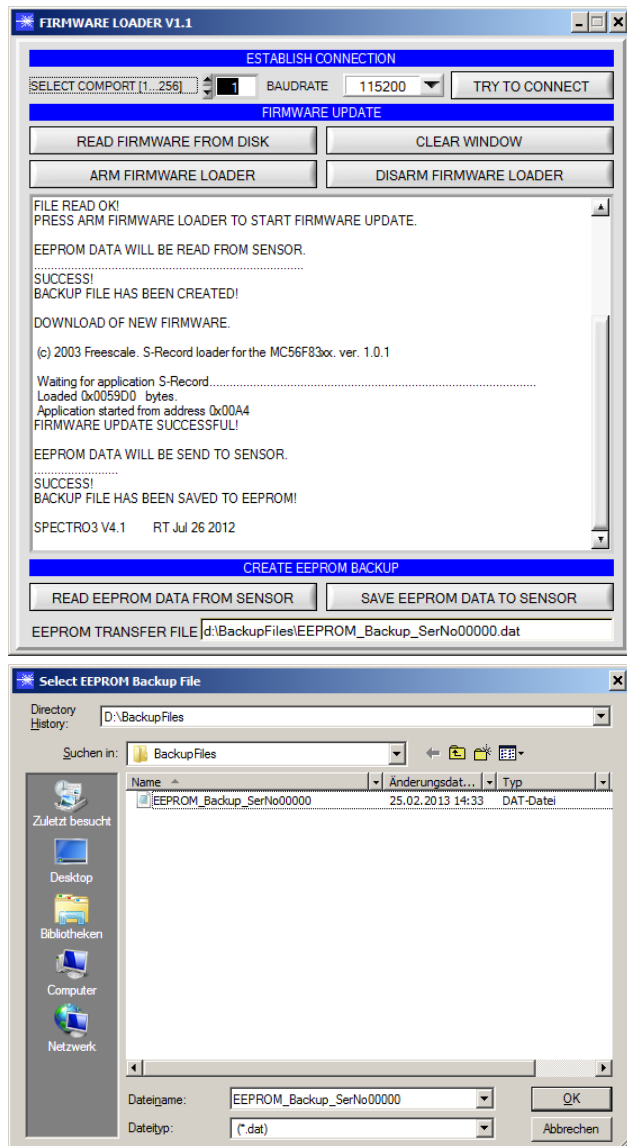 FIRMWARE LOADER V1.1
ESTABLISH CONNECTION
SELECT COMPORT [1...256] 1 BAUDRATE 115200 TRY TO CONNECT
FIRMWARE UPDATE
READ FIRMWARE FROM DISK CLEAR WINDOW
ARM FIRMWARE LOADER DISARM FIRMWARE LOADER
FILE READ OK!
PRESS ARM FIRMWARE LOADER TO START FIRMWARE UPDATE.
EEPROM DATA WILL BE READ FROM SENSOR.
................................................................................
SUCCESS!
BACKUP FILE HAS BEEN CREATED!
DOWNLOAD OF NEW FIRMWARE.
(c) 2003 Freescale. S-Record loader for the MC56F83xx. ver. 1.0.1
Waiting for application S-Record.................................................................................................
Loaded 0x0059D0 bytes.
Application started from address 0x00A4
FIRMWARE UPDATE SUCCESSFUL!
EEPROM DATA WILL BE SEND TO SENSOR.
.........................
SUCCESS!
BACKUP FILE HAS BEEN SAVED TO EEPROM!
SPECTRO3 V4.1 RT Jul 26 2012
CREATE EEPROM BACKUP
READ EEPROM DATA FROM SENSOR SAVE EEPROM DATA TO SENSOR
EEPROM TRANSFER FILE d:\BackupFiles\EEPROM_Backup_SerNo00000.dat
Select EEPROM Backup File
Directory
History: D:\BackupFiles
Suchen in: BackupFiles
Name Änderungsdat... Typ
EEPROM_Backup_SerNo00000 25.02.2013 14:33 DAT-Datei
Zuletzt besucht
Desktop
Bibliotheken
Computer
Netzwerk
Dateiname: EEPROM_Backup_SerNo00000 OK
Dateityp: (*.dat) Abbrechen